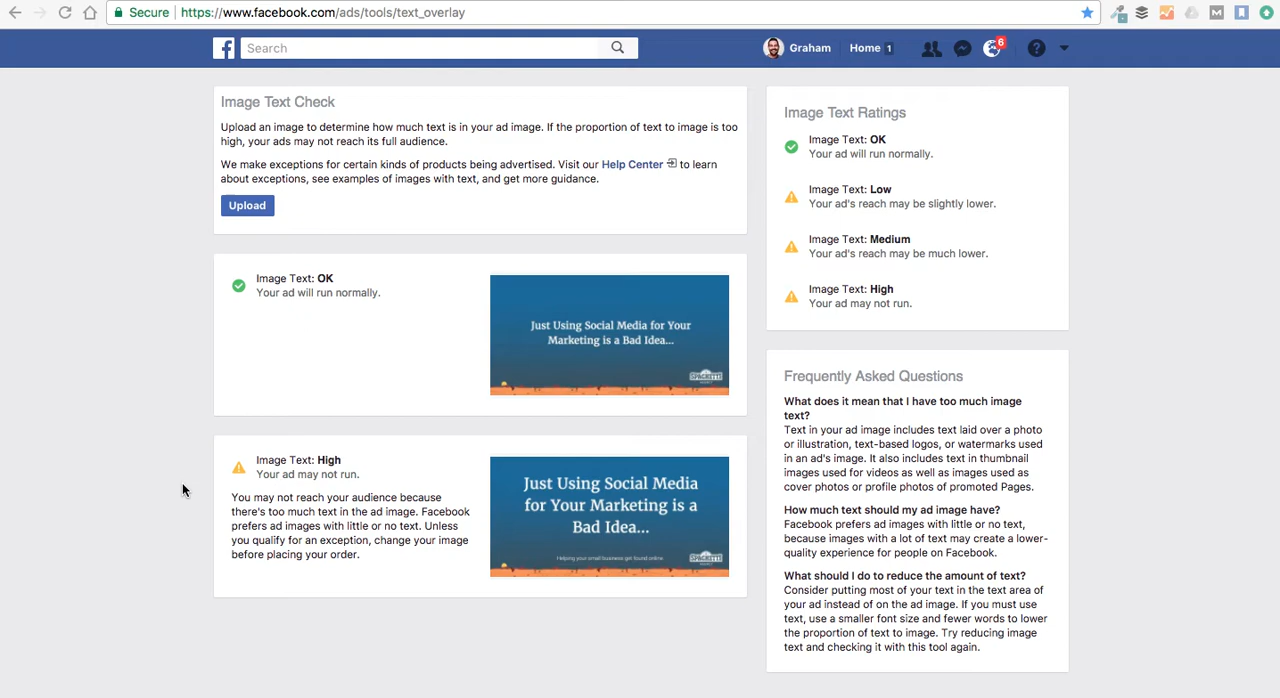 Secure https://www.facebook.com/ads/tools/text_overlay
Search
Graham Home 1
6
Image Text Check
Upload an image to determine how much text is in your ad image. If the proportion of text to image is too
high, your ads may not reach its full audience.
We make exceptions for certain kinds of products being advertised. Visit our Help Center to learn
about exceptions, see examples of images with text, and get more guidance.
Upload
Image Text: OK
Your ad will run normally.
Just Using Social Media for Your
Marketing is a Bad Idea...
SPAGHETTI
Image Text: High
Your ad may not run.
You may not reach your audience because
there's too much text in the ad image. Facebook
prefers ad images with little or no text. Unless
you qualify for an exception, change your image
before placing your order.
Just Using Social Media
for Your Marketing is a
Bad Idea...
Helping your small business get found online
SPAGHETTI
Image Text Ratings
Image Text: OK
Your ad will run normally.
Image Text: Low
Your ad's reach may be slightly lower.
Image Text: Medium
Your ad's reach may be much lower.
Image Text: High
Your ad may not run.
Frequently Asked Questions
What does it mean that I have too much image
text?
Text in your ad image includes text laid over a photo
or illustration, text-based logos, or watermarks used
in an ad's image. It also includes text in thumbnail
images used for videos as well as images used as
cover photos or profile photos of promoted Pages.
How much text should my ad image have?
Facebook prefers ad images with little or no text,
because images with a lot of text may create a lower-
quality experience for people on Facebook.
What should I do to reduce the amount of text?
Consider putting most of your text in the text area of
your ad instead of on the ad image. If you must use
text, use a smaller font size and fewer words to lower
the proportion of text to image. Try reducing image
text and checking it with this tool again.